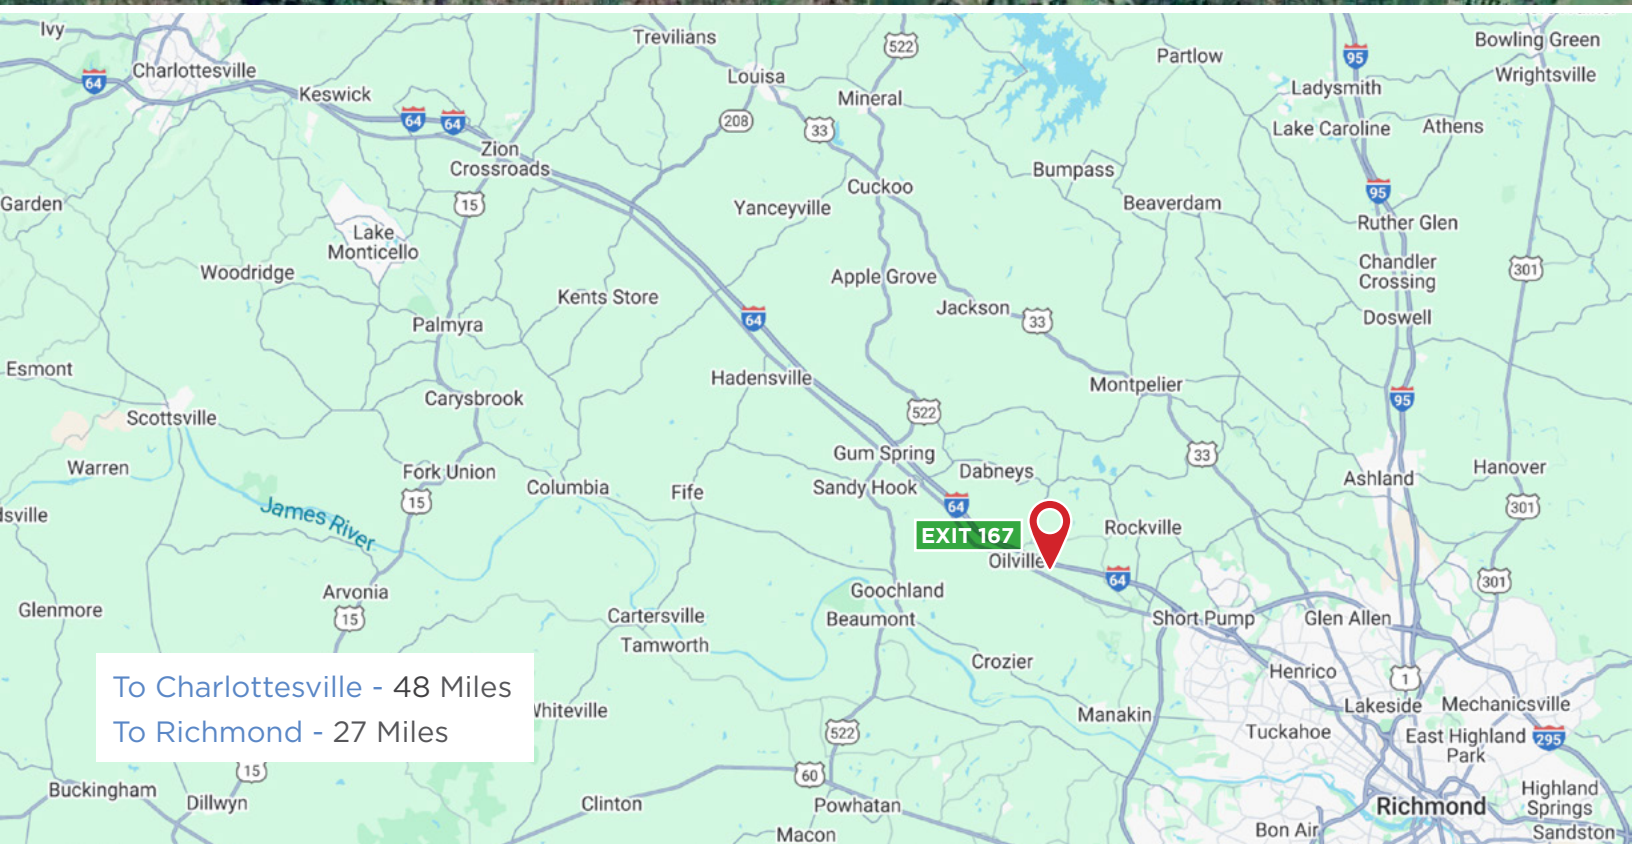 Ivy
Trevilians
522
95
Partlow
Bowling Green
Charlottesville
64
Louisa
Wrightsville
Keswick
Mineral
Ladysmith
64
64
208
33
Lake Caroline
Athens
Zion
Crossroads
Bumpass
Cuckoo
95
15
Garden
Yanceyville
Beaverdam
Ruther Glen
Lake
Monticello
Woodridge
Apple Grove
Chandler
Crossing
301
Kents Store
Jackson
33
Doswell
64
Palmyra
Esmont
Hadensville
Montpelier
Carysbrook
95
Scottsville
522
Gum Spring
33
Warren
Fork Union
Dabneys
Ashland
Hanover
Columbia
Fife
Sandy Hook
15
64
301
dsville
James River
EXIT 167
Rockville
Oilville
64
301
Arvonia
Goochland
Glenmore
15
Cartersville
Beaumont
Short Pump
Glen Allen
Tamworth
Crozier
Henrico
1
To Charlottesville - 48 Miles
To Richmond - 27 Miles
Whiteville
Manakin
Lakeside
Mechanicsville
522
Tuckahoe
East Highland
Park
295
15
60
Buckingham
Dillwyn
Clinton
Powhatan
Richmond
Highland
Springs
Macon
Bon Air
Sandston